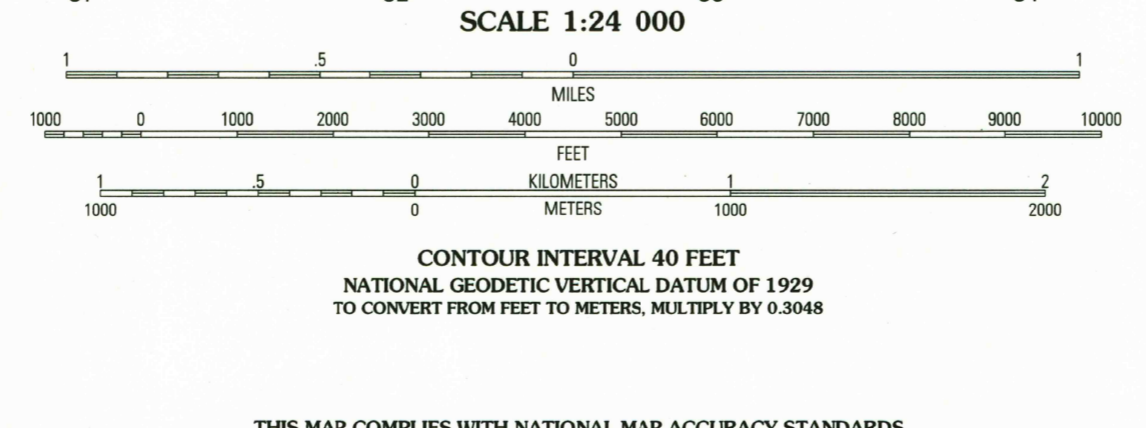 SCALE 1:24 000
1 .5 0 1
MILES
1000 0 1000 2000 3000 4000 5000 6000 7000 8000 9000 10000
FEET
1 .5 0 KILOMETERS 1 2
1000 0 METERS 1000 2000
CONTOUR INTERVAL 40 FEET
NATIONAL GEODETIC VERTICAL DATUM OF 1929
TO CONVERT FROM FEET TO METERS, MULTIPLY BY 0.3048
THIS MAP COMPLIES WITH NATIONAL MAP ACCURACY STANDARDS